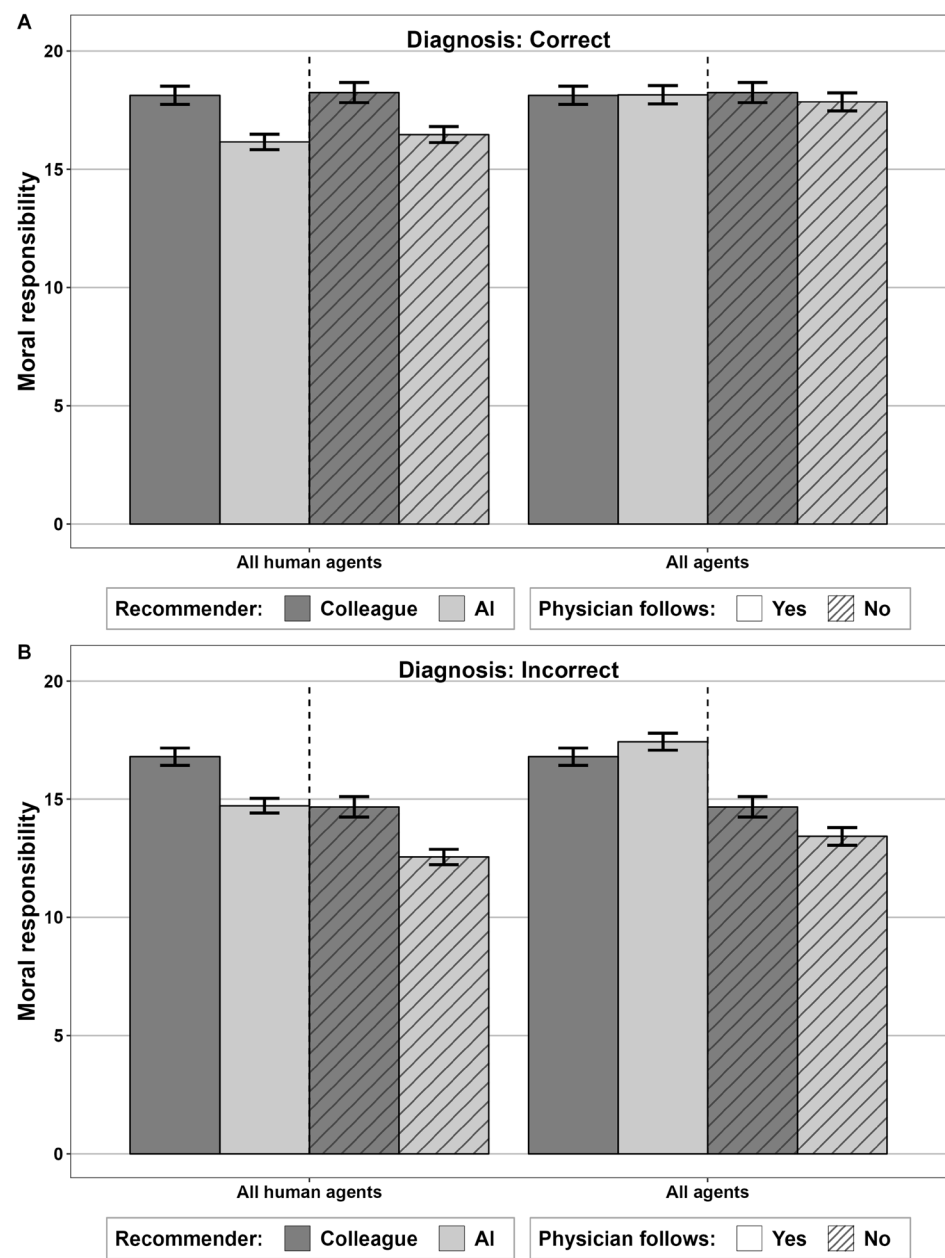 A
Diagnosis: Correct
20
15
10
5
0
Moral responsibility
All human agents All agents
Recommender: Colleague AI Physician follows: Yes No
B
Diagnosis: Incorrect
20
15
10
5
0
Moral responsibility
All human agents All agents
Recommender: Colleague AI Physician follows: Yes No